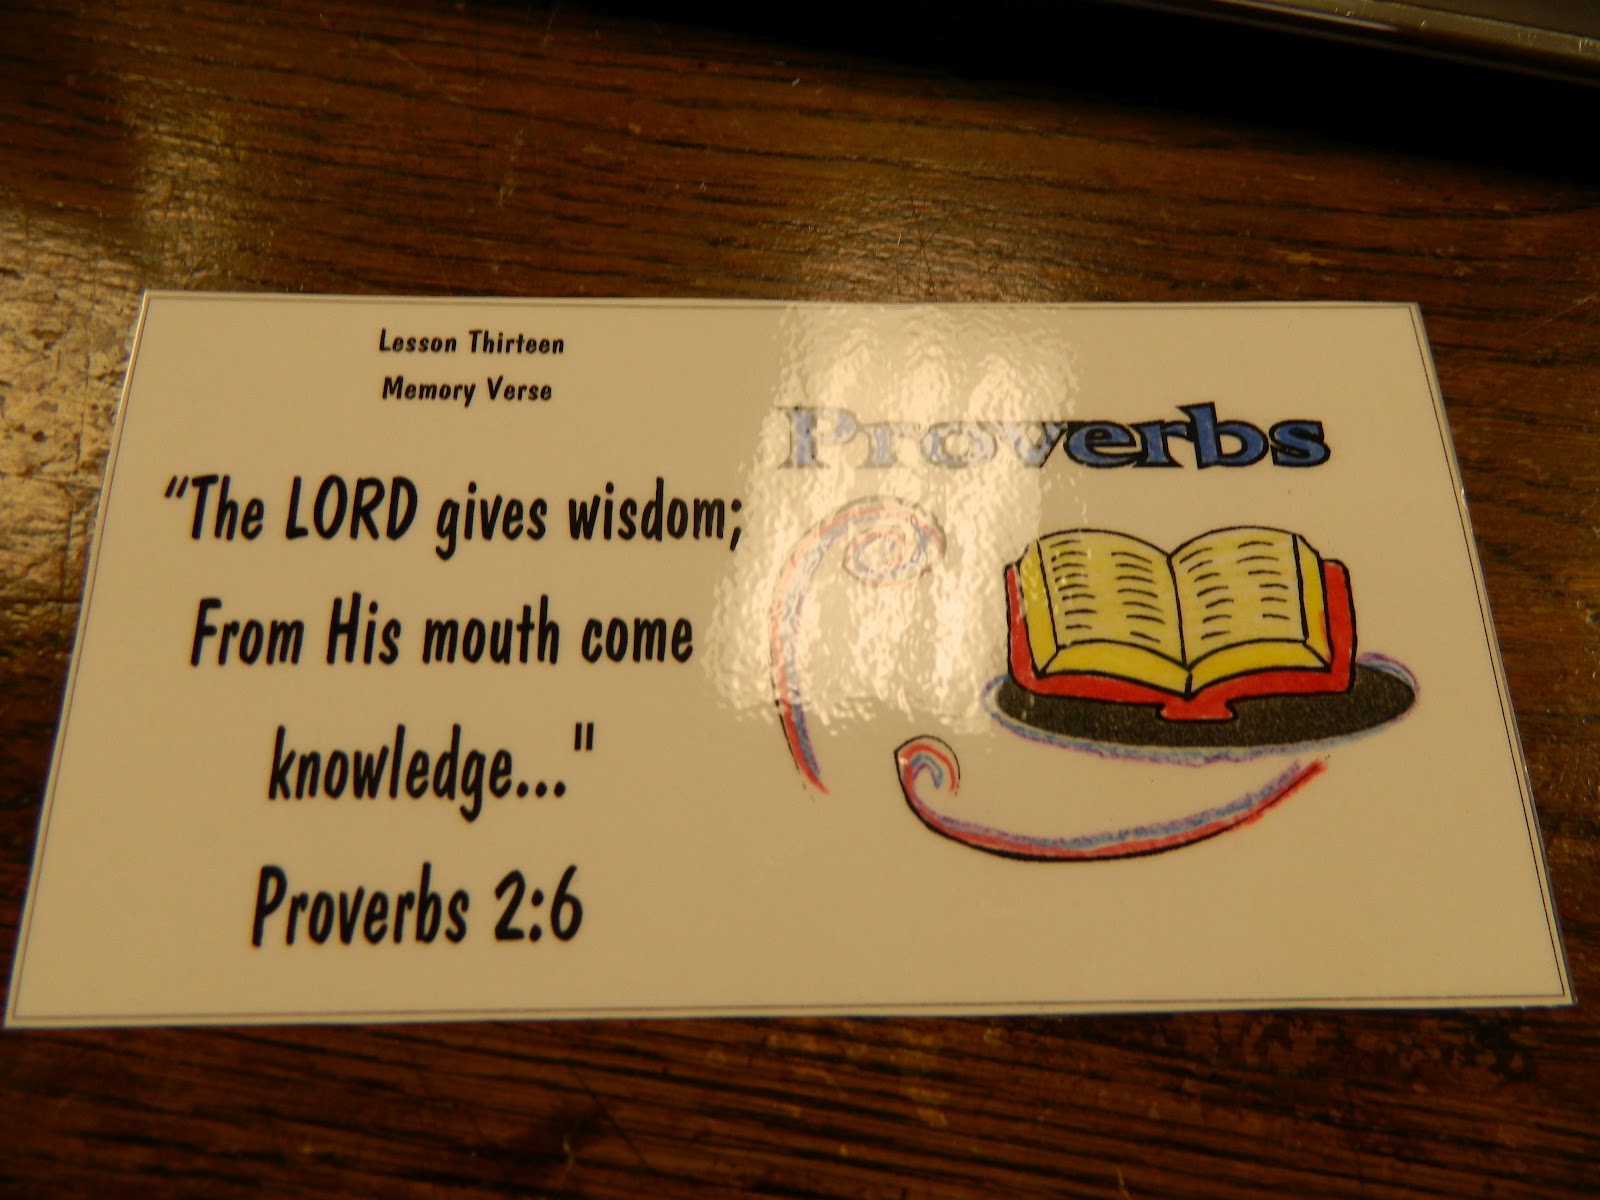 Lesson Thirteen
Memory Verse
“The LORD gives wisdom;
From His mouth come
knowledge..."
Proverbs 2:6
Proverbs